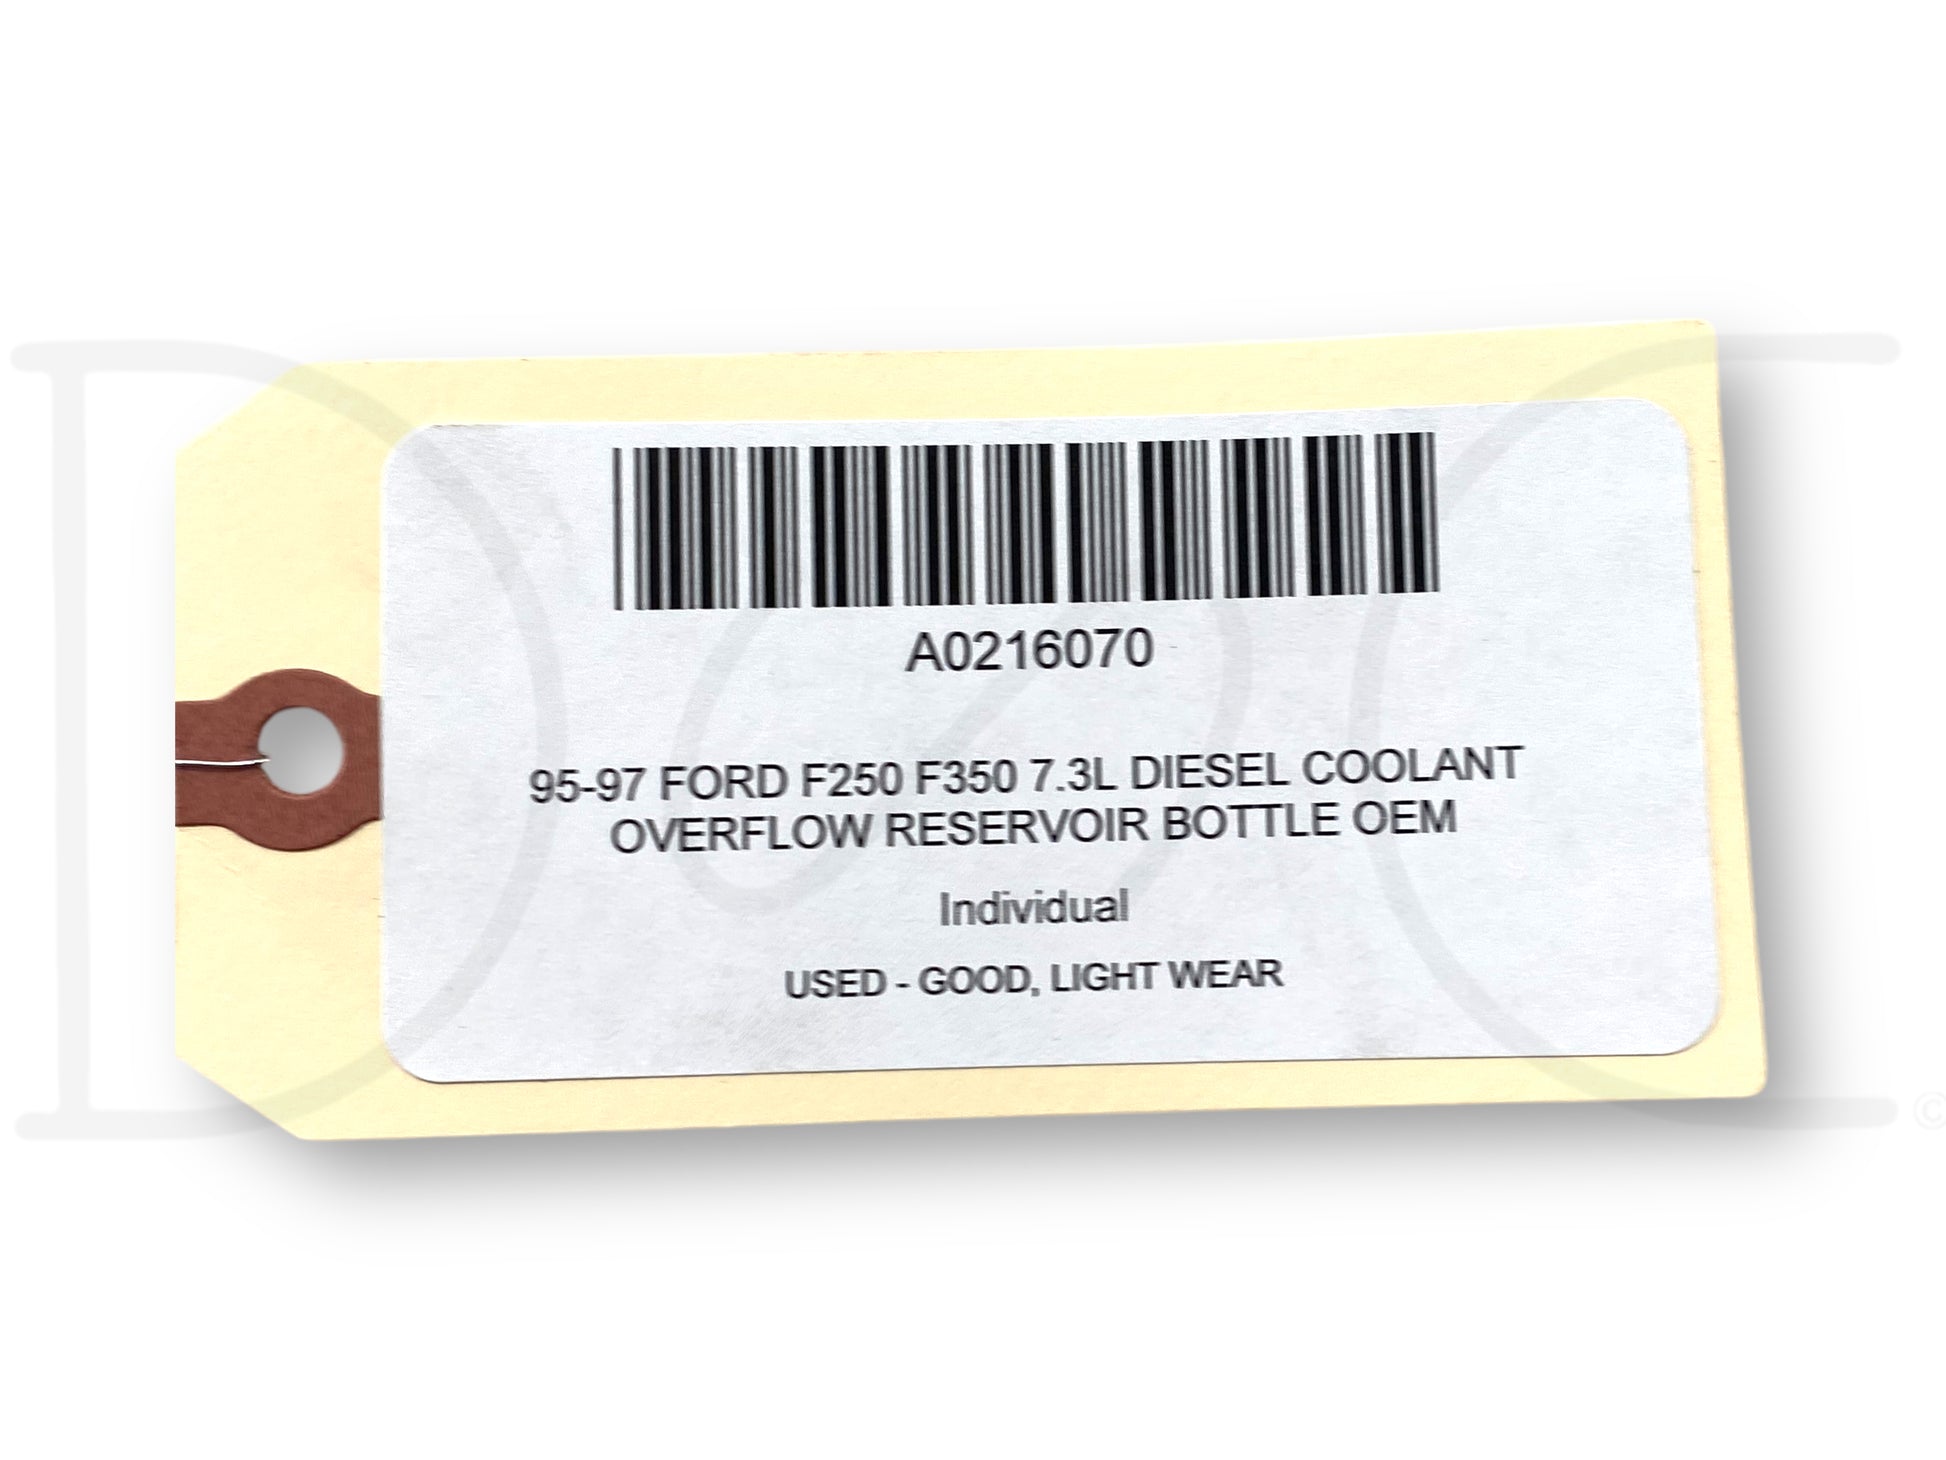 A0216070
95-97 FORD F250 F350 7.3L DIESEL COOLANT
OVERFLOW RESERVOIR BOTTLE OEM
Individual
USED - GOOD, LIGHT WEAR
©